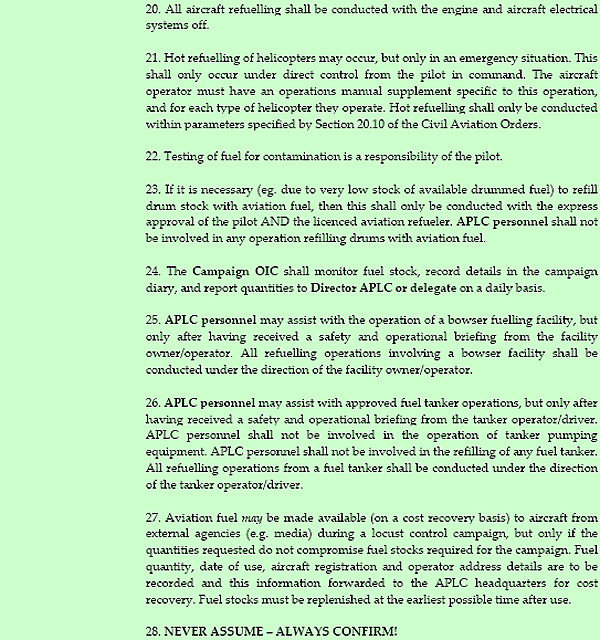 20. All aircraft refuelling shall be conducted with the engine and aircraft electrical
systems off.
21. Hot refuelling of helicopters may occur, but only in an emergency situation. This
shall only occur under direct control from the pilot in command. The aircraft
operator must have an operations manual supplement specific to this operation,
and for each type of helicopter they operate. Hot refuelling shall only be conducted
within parameters specified by Section 20.10 of the Civil Aviation Orders.
22. Testing of fuel for contamination is a responsibility of the pilot.
23. If it is necessary (eg. due to very low stock of available drummed fuel) to refill
drum stock with aviation fuel, then this shall only be conducted with the express
approval of the pilot AND the licenced aviation refueler. APLC personnel shall not
be involved in any operation refilling drums with aviation fuel.
24. The Campaign OIC shall monitor fuel stock, record details in the campaign
diary, and report quantities to Director APLC or delegate on a daily basis.
25. APLC personnel may assist with the operation of a bowser fuelling facility, but
only after having received a safety and operational briefing from the facility
owner/operator. All refuelling operations involving a bowser facility shall be
conducted under the direction of the facility owner/operator.
26. APLC personnel may assist with approved fuel tanker operations, but only after
having received a safety and operational briefing from the tanker operator/driver.
APLC personnel shall not be involved in the operation of tanker pumping
equipment. APLC personnel shall not be involved in the refilling of any fuel tanker.
All refuelling operations from a fuel tanker shall be conducted under the direction
of the tanker operator/driver.
27. Aviation fuel may be made available (on a cost recovery basis) to aircraft from
external agencies (e.g. media) during a locust control campaign, but only if the
quantities requested do not compromise fuel stocks required for the campaign. Fuel
quantity, date of use, aircraft registration and operator address details are to be
recorded and this information forwarded to the APLC headquarters for cost
recovery. Fuel stocks must be replenished at the earliest possible time after use.
28. NEVER ASSUME – ALWAYS CONFIRM!